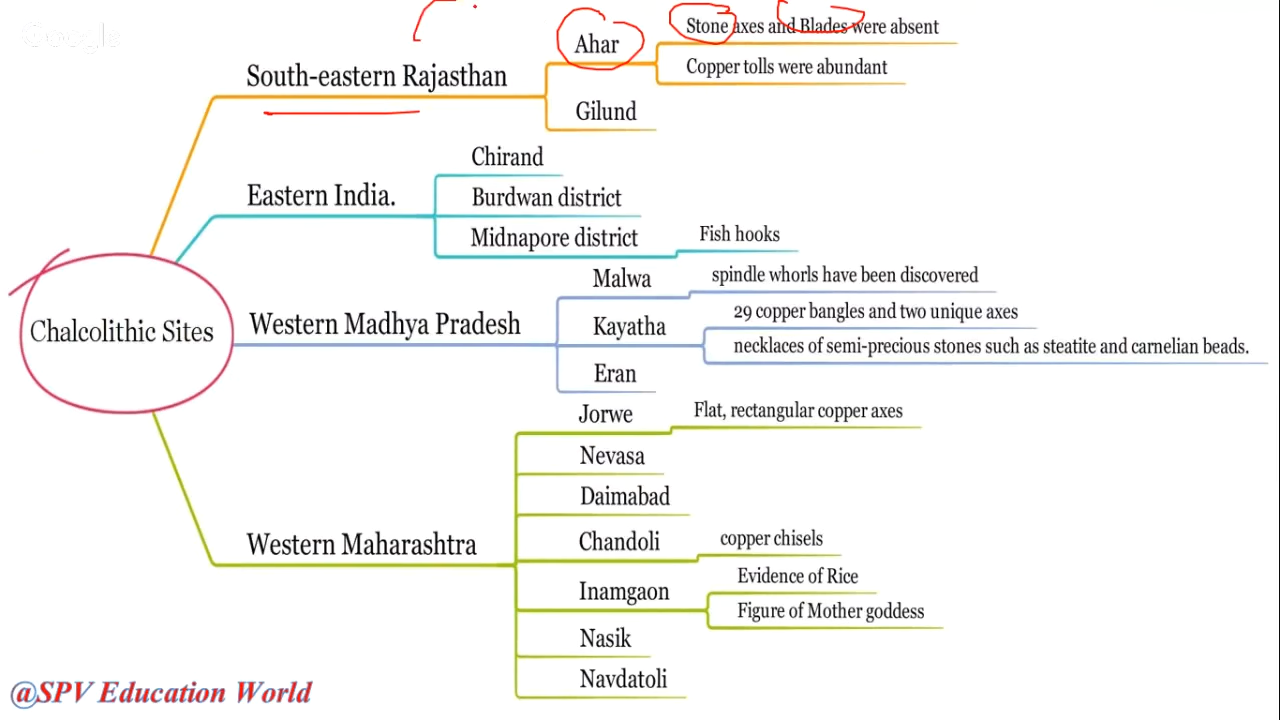 Google
Stone axes and Blades were absent
Ahar
Copper tolls were abundant
South-eastern Rajasthan
Gilund
Chirand
Eastern India.
Burdwan district
Midnapore district
Fish hooks
Malwa
spindle whorls have been discovered
Western Madhya Pradesh
Kayatha
29 copper bangles and two unique axes
necklaces of semi-precious stones such as steatite and carnelian beads.
Chalcolithic Sites
Eran
Jorwe
Flat, rectangular copper axes
Nevasa
Daimabad
Western Maharashtra
Chandoli
copper chisels
Inamgaon
Evidence of Rice
Figure of Mother goddess
Nasik
Navdatoli
@SPV Education World